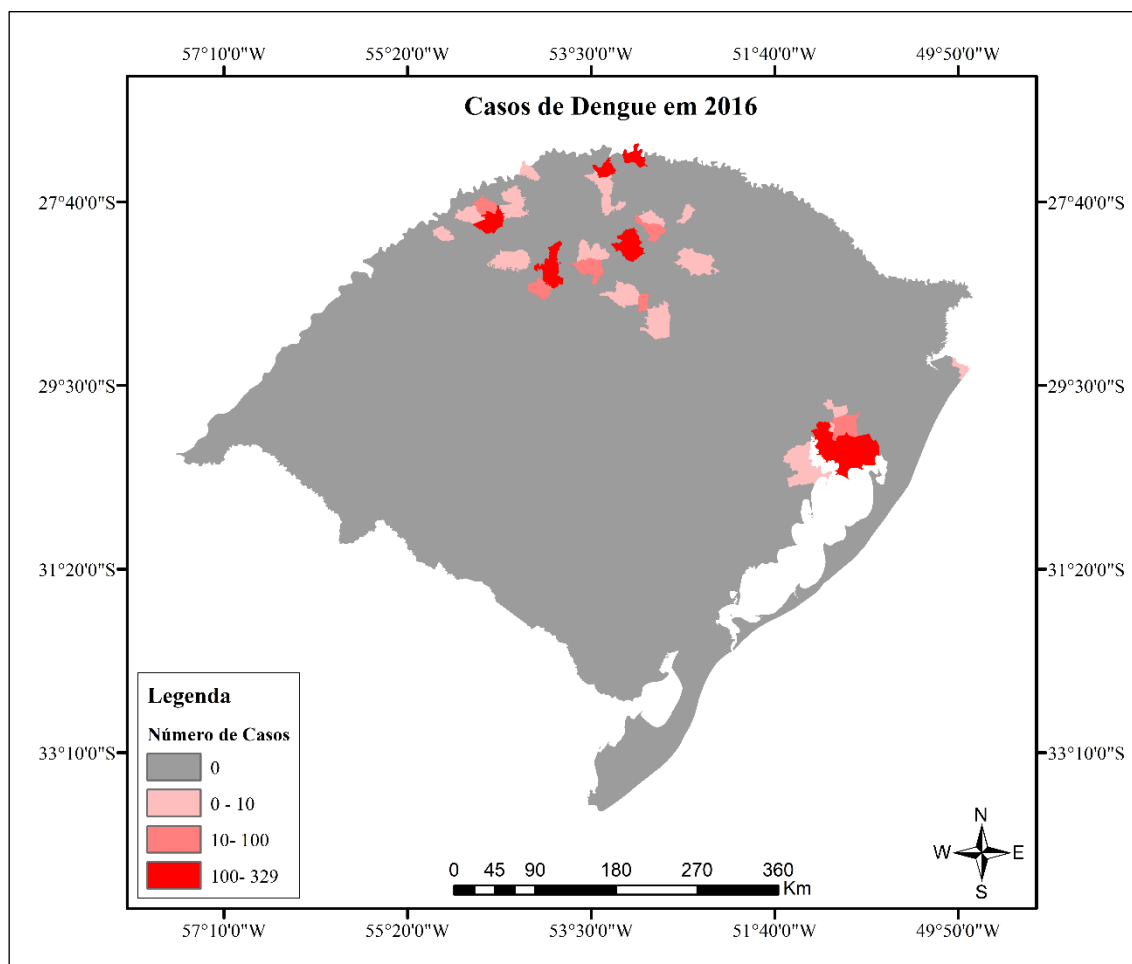 57°10'0"W 55°20'0"W 53°30'0"W 51°40'0"W 49°50'0"W
Casos de Dengue em 2016
27°40'0"S 27°40'0"S
29°30'0"S 29°30'0"S
31°20'0"S 31°20'0"S
33°10'0"S 33°10'0"S
Legenda
Número de Casos
0
0 - 10
10- 100
100- 329
0 45 90 180 270 360
Km
N
W E
S
57°10'0"W 55°20'0"W 53°30'0"W 51°40'0"W 49°50'0"W